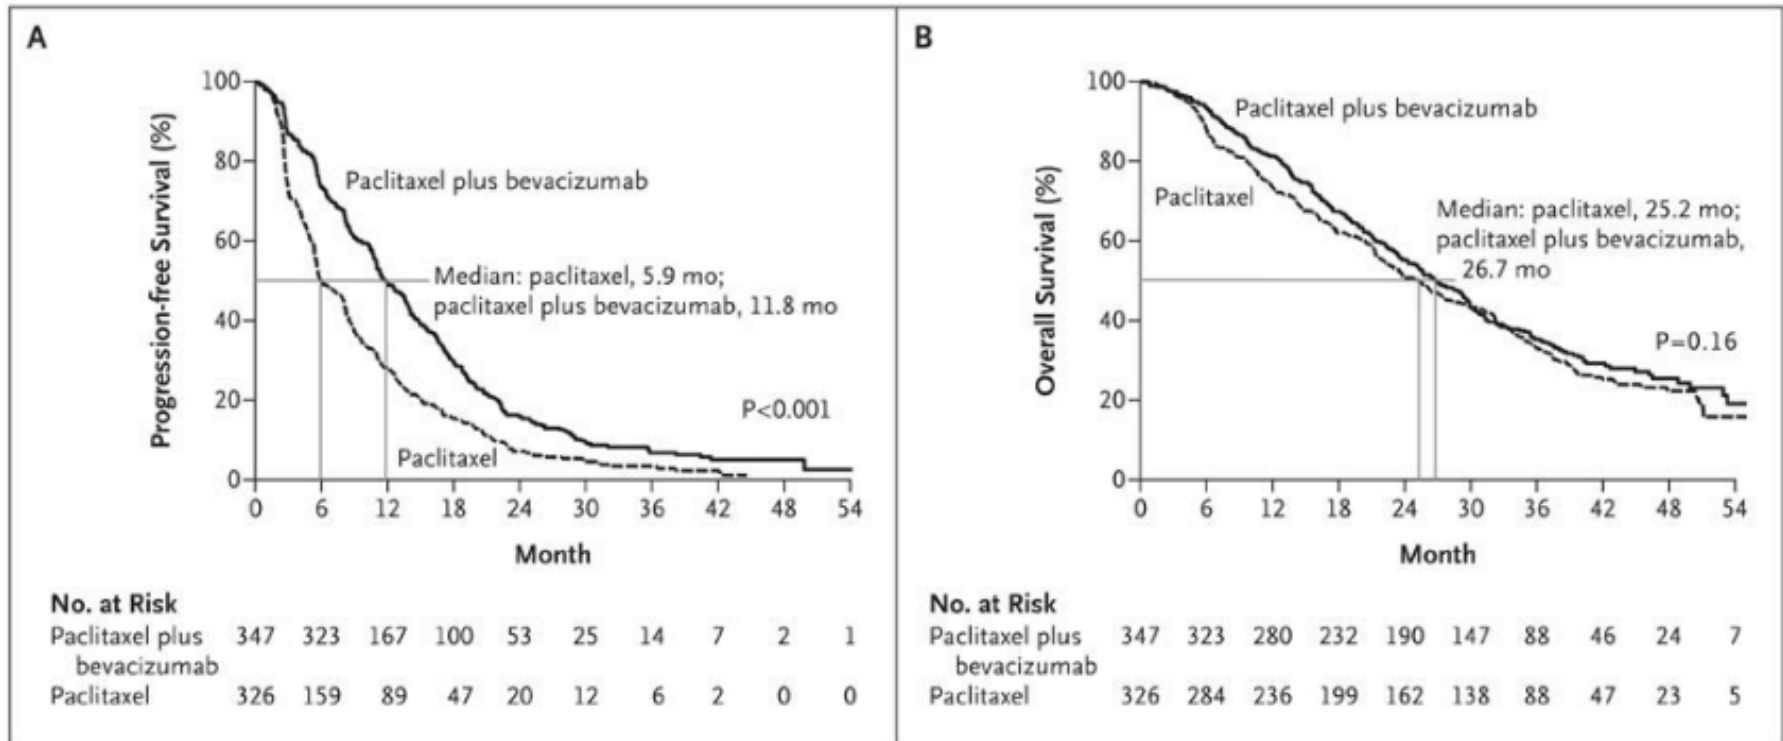 A
Progression-free Survival (%)
100
80
60
40
20
0
Paclitaxel plus bevacizumab
Median: paclitaxel, 5.9 mo;
paclitaxel plus bevacizumab, 11.8 mo
P<0.001
Paclitaxel
0 6 12 18 24 30 36 42 48 54
Month
No. at Risk
Paclitaxel plus 347 323 167 100 53 25 14 7 2 1
bevacizumab
Paclitaxel 326 159 89 47 20 12 6 2 0 0
B
Overall Survival (%)
100
80
60
40
20
0
Paclitaxel plus bevacizumab
Paclitaxel
Median: paclitaxel, 25.2 mo;
paclitaxel plus bevacizumab,
26.7 mo
P=0.16
0 6 12 18 24 30 36 42 48 54
Month
No. at Risk
Paclitaxel plus 347 323 280 232 190 147 88 46 24 7
bevacizumab
Paclitaxel 326 284 236 199 162 138 88 47 23 5